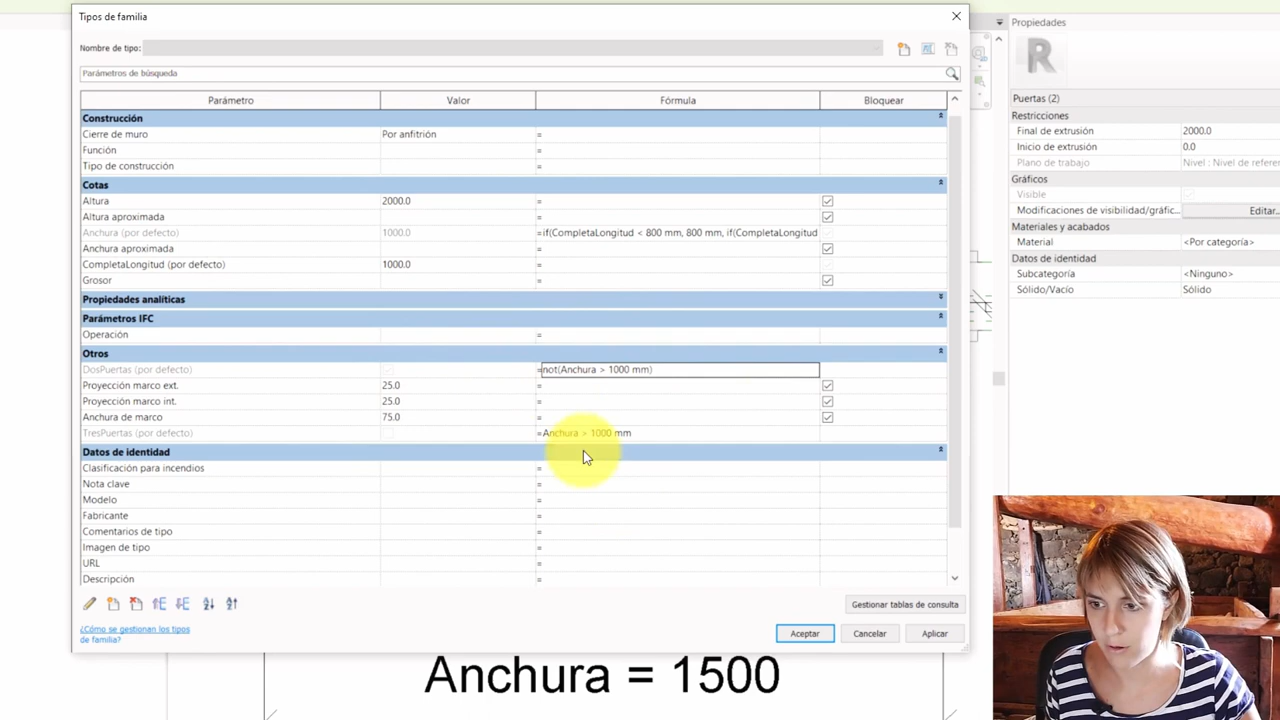 Tipos de familia
Propiedades
Nombre de tipo:
Parámetros de búsqueda
Parámetro Valor Fórmula Bloquear
Construcción
Cierre de muro Por anfitrión =
Función =
Tipo de construcción =
Cotas
Altura 2000.0 =
Altura aproximada =
Anchura (por defecto) 1000.0 =if(CompletaLongitud < 800 mm, 800 mm, if(CompletaLongitud
Anchura aproximada =
CompletaLongitud (por defecto) 1000.0 =
Grosor =
Propiedades analíticas
Parámetros IFC
Operación =
Otros
DosPuertas (por defecto) =not(Anchura > 1000 mm)
Proyección marco ext. 25.0 =
Proyección marco int. 25.0 =
Anchura de marco 75.0 =
TresPuertas (por defecto) =Anchura > 1000 mm
Datos de identidad
Clasificación para incendios =
Nota clave =
Modelo =
Fabricante =
Comentarios de tipo =
Imagen de tipo =
URL =
Descripción =
Gestionar tablas de consulta
¿Cómo se gestionan los tipos
de familia?
Aceptar Cancelar Aplicar
R
Puertas (2)
Restricciones
Final de extrusión 2000.0
Inicio de extrusión 0.0
Plano de trabajo Nivel : Nivel de referen
Gráficos
Visible
Modificaciones de visibilidad/gráfic... Editar...
Materiales y acabados
Material <Por categoría>
Datos de identidad
Subcategoría <Ninguno>
Sólido/Vacío Sólido
Anchura = 1500